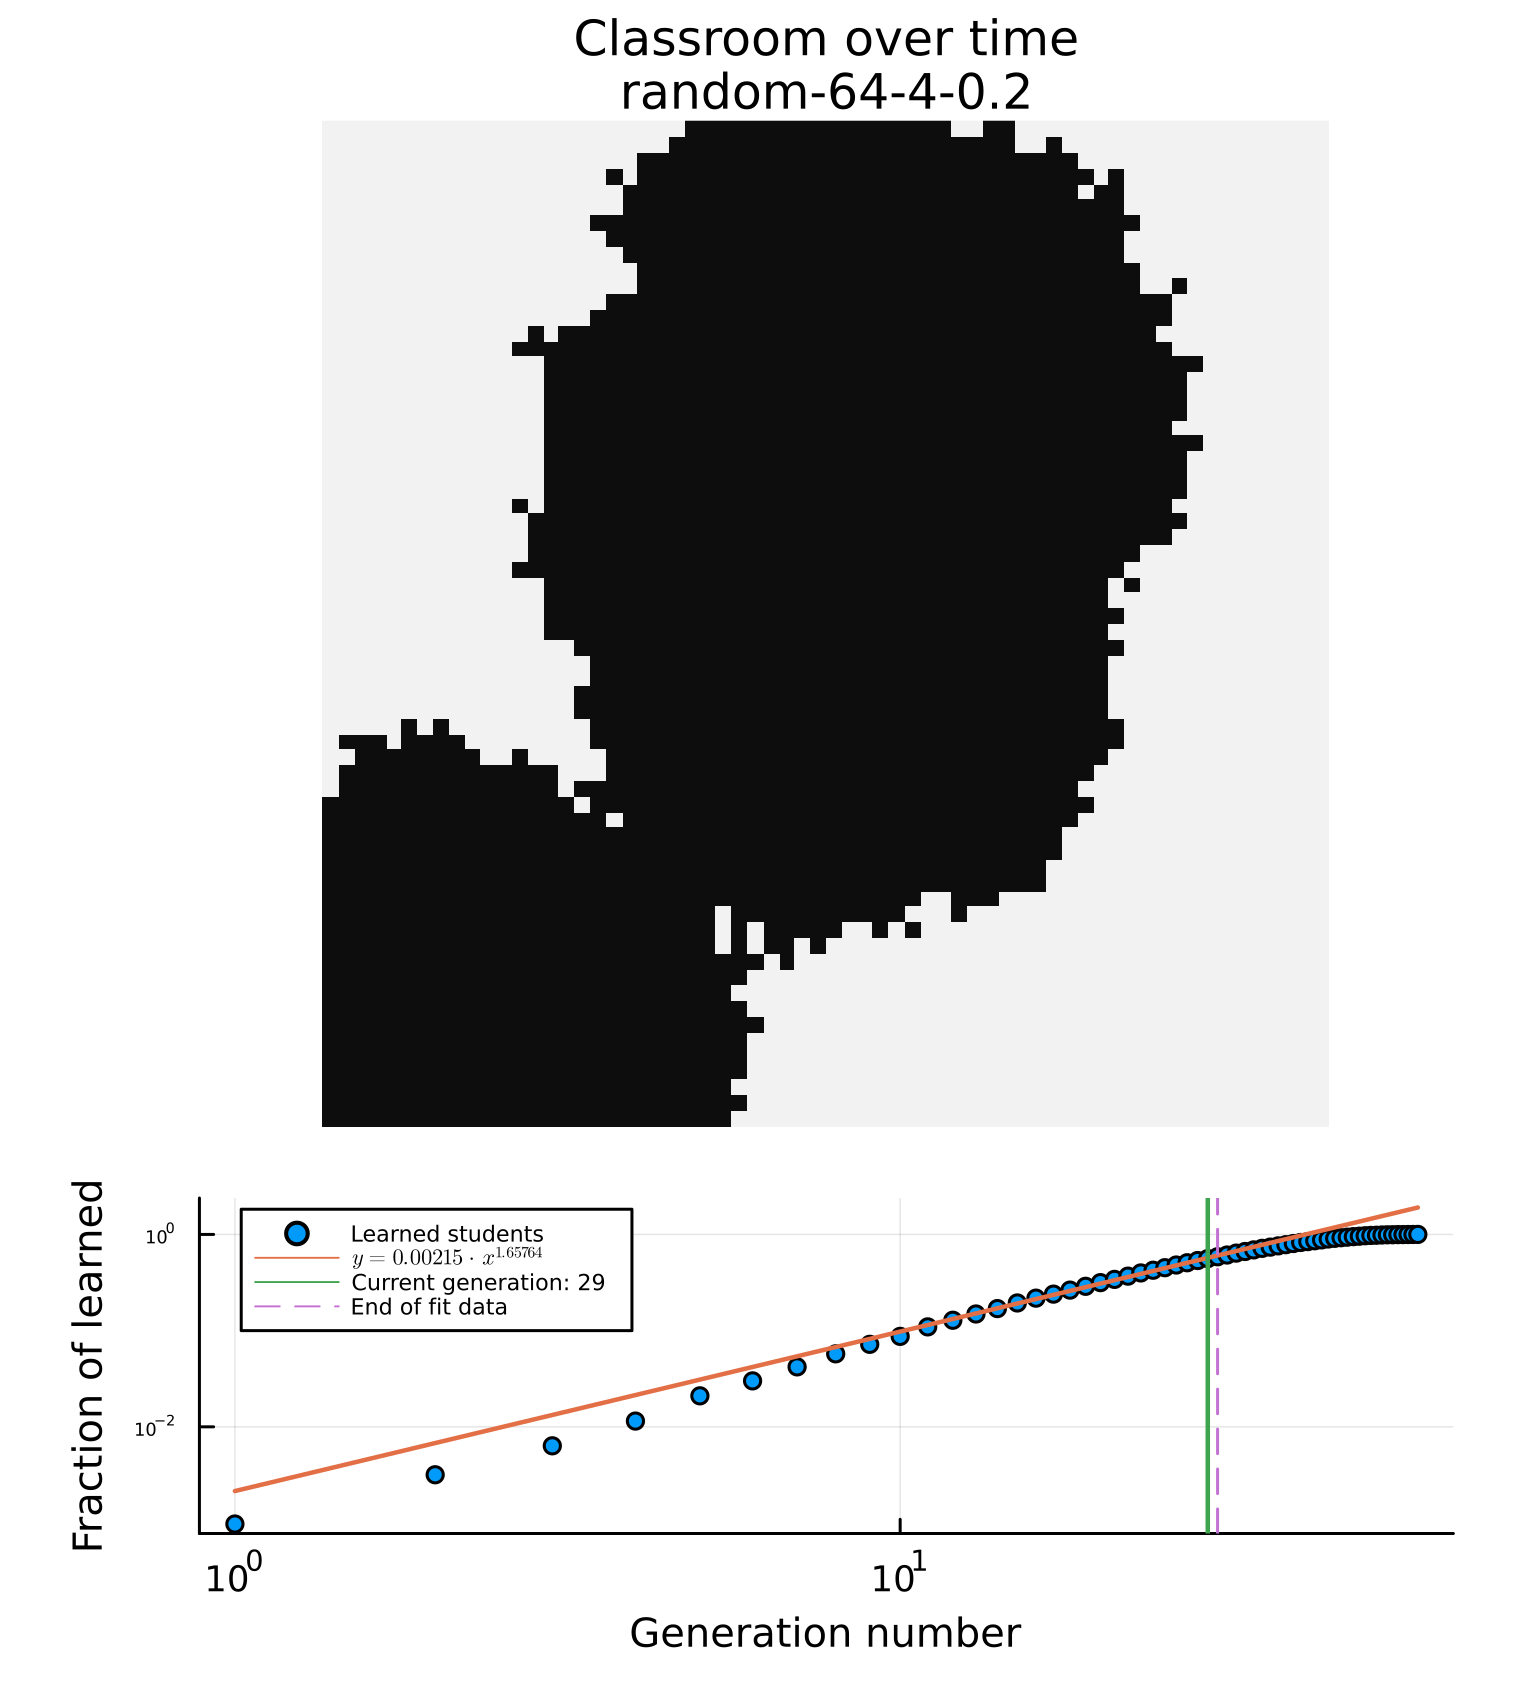 Classroom over time
random-64-4-0.2
Fraction of learned
10⁰
10⁻²
Learned students
y = 0.00215 · x^1.65764
Current generation: 29
End of fit data
10⁰
10¹
Generation number